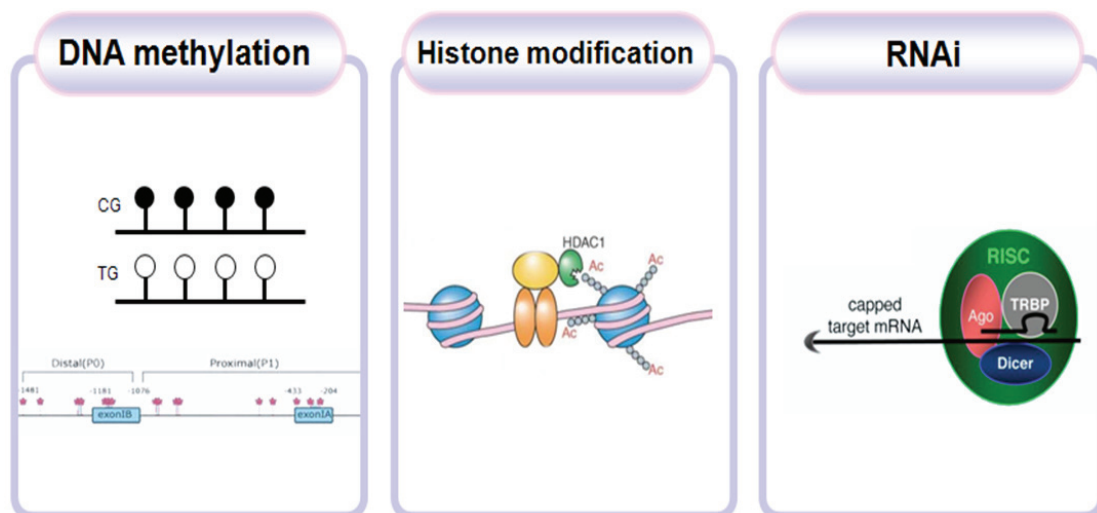 DNA methylation
CG
TG
Distal(P0)
Proximal(P1)
-1481
-1181
-1076
-433
-204
exonIB
exonIA
Histone modification
HDAC1
Ac
Ac
Ac
Ac
RNAi
RISC
capped
target mRNA
Ago
TRBP
Dicer